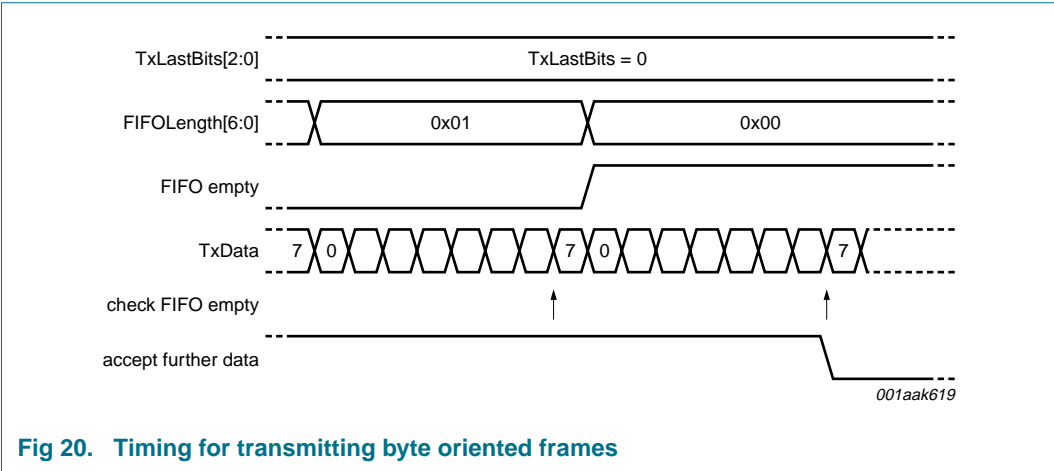 TxLastBits[2:0] TxLastBits = 0
FIFOLength[6:0] 0x01 0x00
FIFO empty
TxData 7 0 7 0 7
check FIFO empty
accept further data
001aak619
Fig 20. Timing for transmitting byte oriented frames